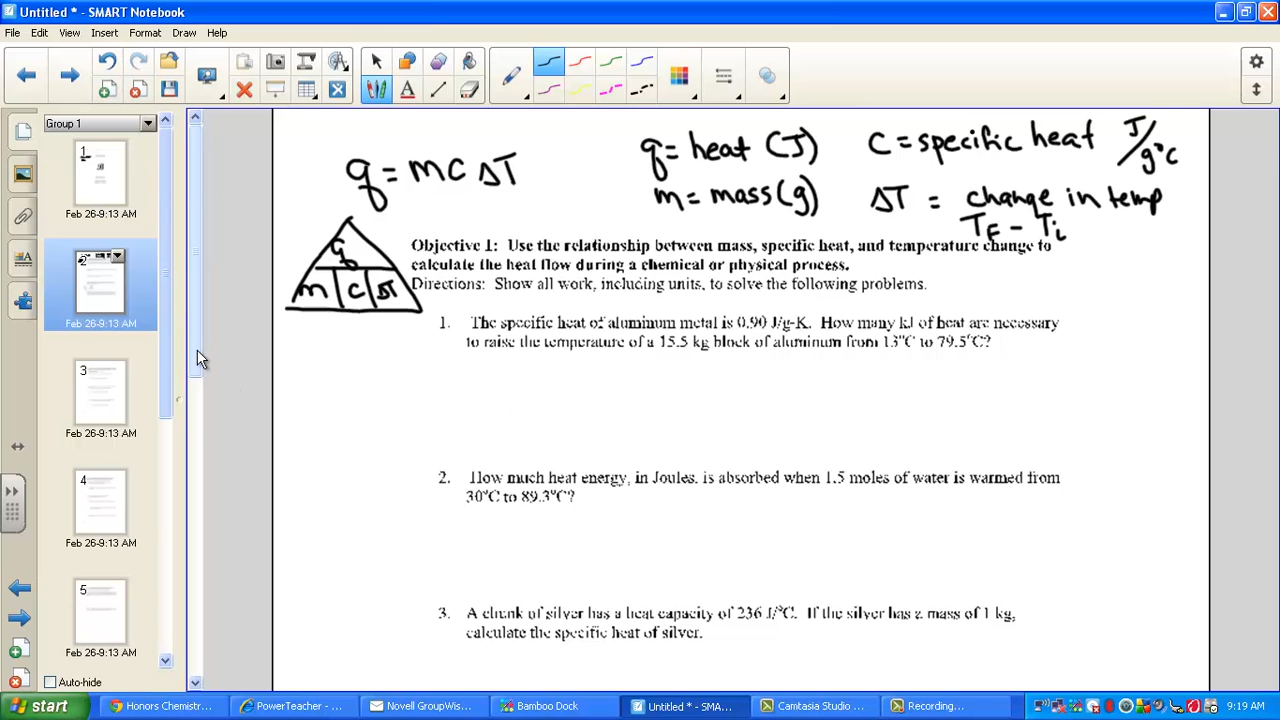 Untitled * - SMART Notebook
File Edit View Insert Format Draw Help
Group 1
1
Feb 26-9:13 AM
2
Feb 26-9:13 AM
3
Feb 26-9:13 AM
4
Feb 26-9:13 AM
5
Feb 26-9:13 AM
Auto-hide
q = mC ΔT
q = heat (J)
C = specific heat J/g°C
m = mass (g)
ΔT = change in temp
TF - Ti
q
m C ΔT
Objective 1: Use the relationship between mass, specific heat, and temperature change to
calculate the heat flow during a chemical or physical process.
Directions: Show all work, including units, to solve the following problems.
1. The specific heat of aluminum metal is 0.90 J/g-K. How many kJ of heat are necessary
to raise the temperature of a 15.5 kg block of aluminum from 13°C to 79.5°C?
2. How much heat energy, in Joules, is absorbed when 1.5 moles of water is warmed from
30°C to 89.3°C?
3. A chunk of silver has a heat capacity of 236 J/°C. If the silver has a mass of 1 kg,
calculate the specific heat of silver.
start
Honors Chemistr...
PowerTeacher - ...
Novell GroupWis...
Bamboo Dock
Untitled * - SMA...
Camtasia Studio ...
Recording...
9:19 AM